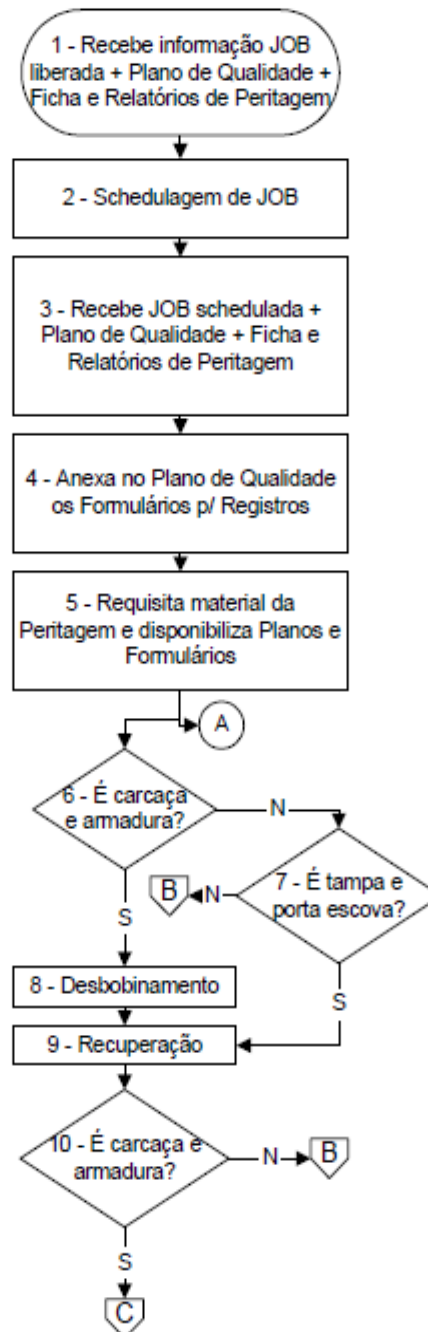 1 - Recebe informação JOB
liberada + Plano de Qualidade +
Ficha e Relatórios de Peritagem
2 - Schedulagem de JOB
3 - Recebe JOB schedulada +
Plano de Qualidade + Ficha e
Relatórios de Peritagem
4 - Anexa no Plano de Qualidade
os Formulários p/ Registros
5 - Requisita material da
Peritagem e disponibiliza Planos e
Formulários
A
6 - É carcaça
e armadura?
N
7 - É tampa e
porta escova?
N
B
S
S
8 - Desbobinamento
9 - Recuperação
10 - É carcaça e
armadura?
N
B
S
C